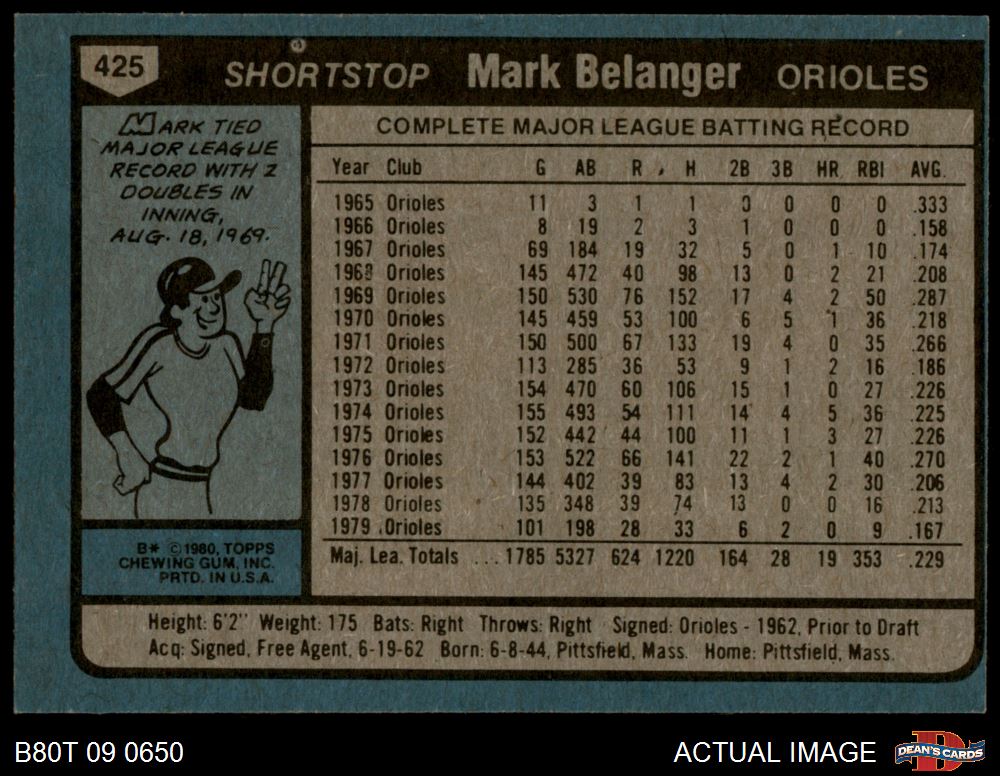 425 SHORTSTOP Mark Belanger ORIOLES
MARK TIED
MAJOR LEAGUE
RECORD WITH 2
DOUBLES IN
INNING,
AUG. 18, 1969.
B* ©1980, TOPPS
CHEWING GUM, INC.
PRTD. IN U.S.A.
COMPLETE MAJOR LEAGUE BATTING RECORD
Year Club G AB R H 2B 3B HR RBI AVG.
1965 Orioles 11 3 1 1 0 0 0 0 .333
1966 Orioles 8 19 2 3 1 0 0 0 .158
1967 Orioles 69 184 19 32 5 0 1 10 .174
1968 Orioles 145 472 40 98 13 0 2 21 .208
1969 Orioles 150 530 76 152 17 4 2 50 .287
1970 Orioles 145 459 53 100 6 5 1 36 .218
1971 Orioles 150 500 67 133 19 4 0 35 .266
1972 Orioles 113 285 36 53 9 1 2 16 .186
1973 Orioles 154 470 60 106 15 1 0 27 .226
1974 Orioles 155 493 54 111 14 4 5 36 .225
1975 Orioles 152 442 44 100 11 1 3 27 .226
1976 Orioles 153 522 66 141 22 2 1 40 .270
1977 Orioles 144 402 39 83 13 4 2 30 .206
1978 Orioles 135 348 39 74 13 0 0 16 .213
1979 Orioles 101 198 28 33 6 2 0 9 .167
Maj. Lea. Totals ...1785 5327 624 1220 164 28 19 353 .229
Height: 6'2" Weight: 175 Bats: Right Throws: Right Signed: Orioles - 1962, Prior to Draft
Acq: Signed, Free Agent, 6-19-62 Born: 6-8-44, Pittsfield, Mass. Home: Pittsfield, Mass.
B80T 09 0650 ACTUAL IMAGE DEAN'S CARDS